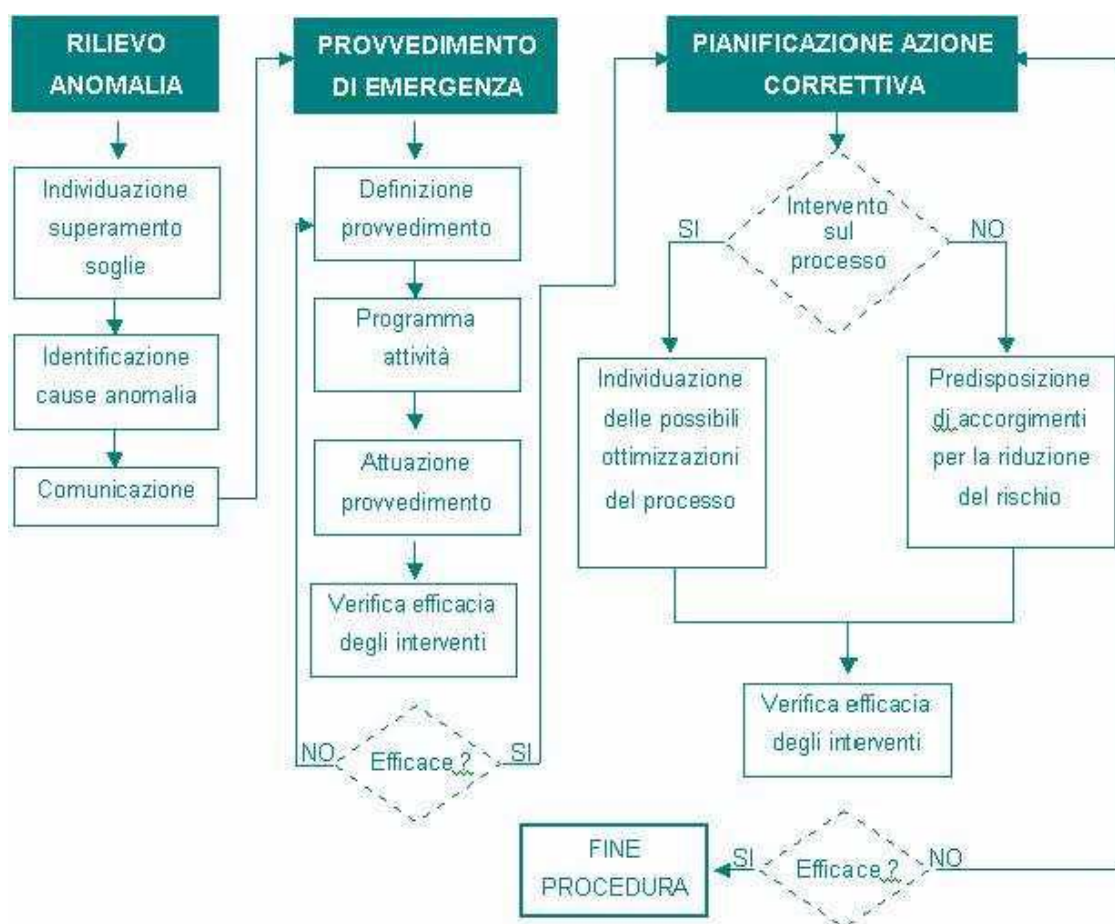 RILIEVO
ANOMALIA
Individuazione
superamento
soglie
Identificazione
cause anomalia
Comunicazione
PROVVEDIMENTO
DI EMERGENZA
Definizione
provvedimento
Programma
attività
Attuazione
provvedimento
Verifica efficacia
degli interventi
NO
Efficace ?
SI
PIANIFICAZIONE AZIONE
CORRETTIVA
Intervento
sul
processo
SI
NO
Individuazione
delle possibili
ottimizzazioni
del processo
Predisposizione
di accorgimenti
per la riduzione
del rischio
Verifica efficacia
degli interventi
Efficace ?
SI
NO
FINE
PROCEDURA